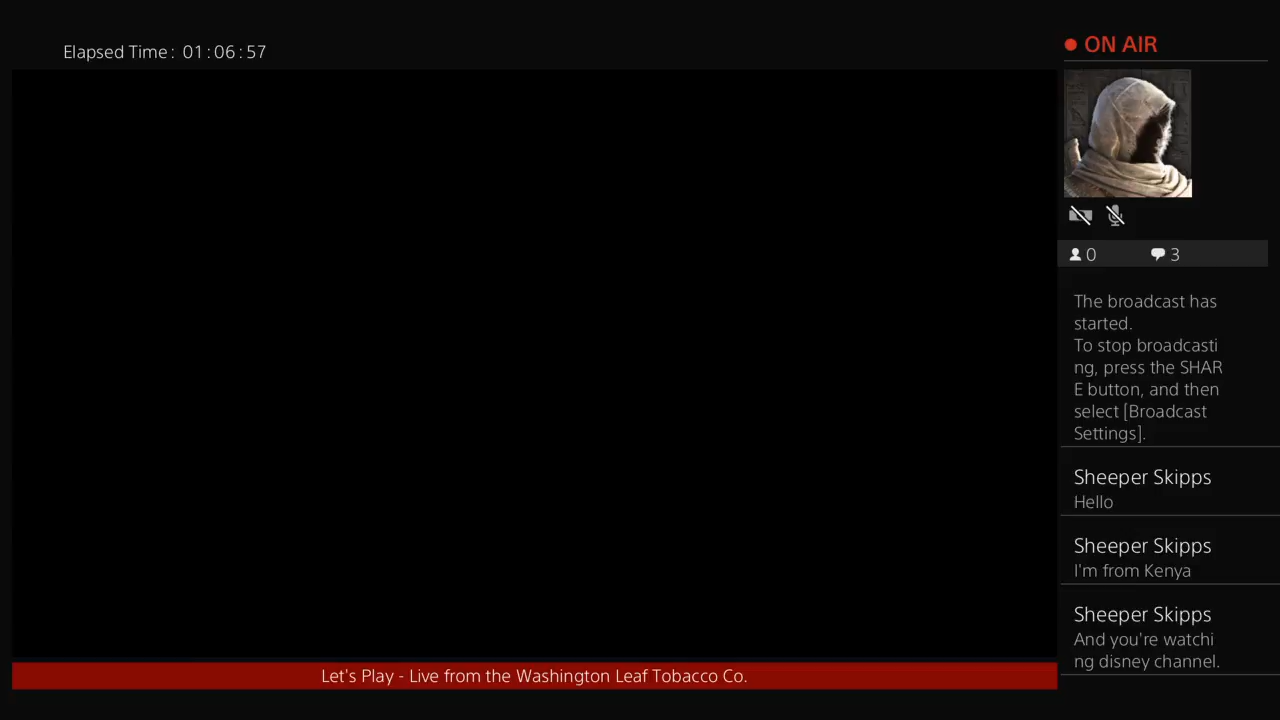 Elapsed Time: 01:06:57
ON AIR
0 3
The broadcast has
started.
To stop broadcasti
ng, press the SHAR
E button, and then
select [Broadcast
Settings].
Sheeper Skipps
Hello
Sheeper Skipps
I'm from Kenya
Sheeper Skipps
And you're watchi
ng disney channel.
Let's Play - Live from the Washington Leaf Tobacco Co.